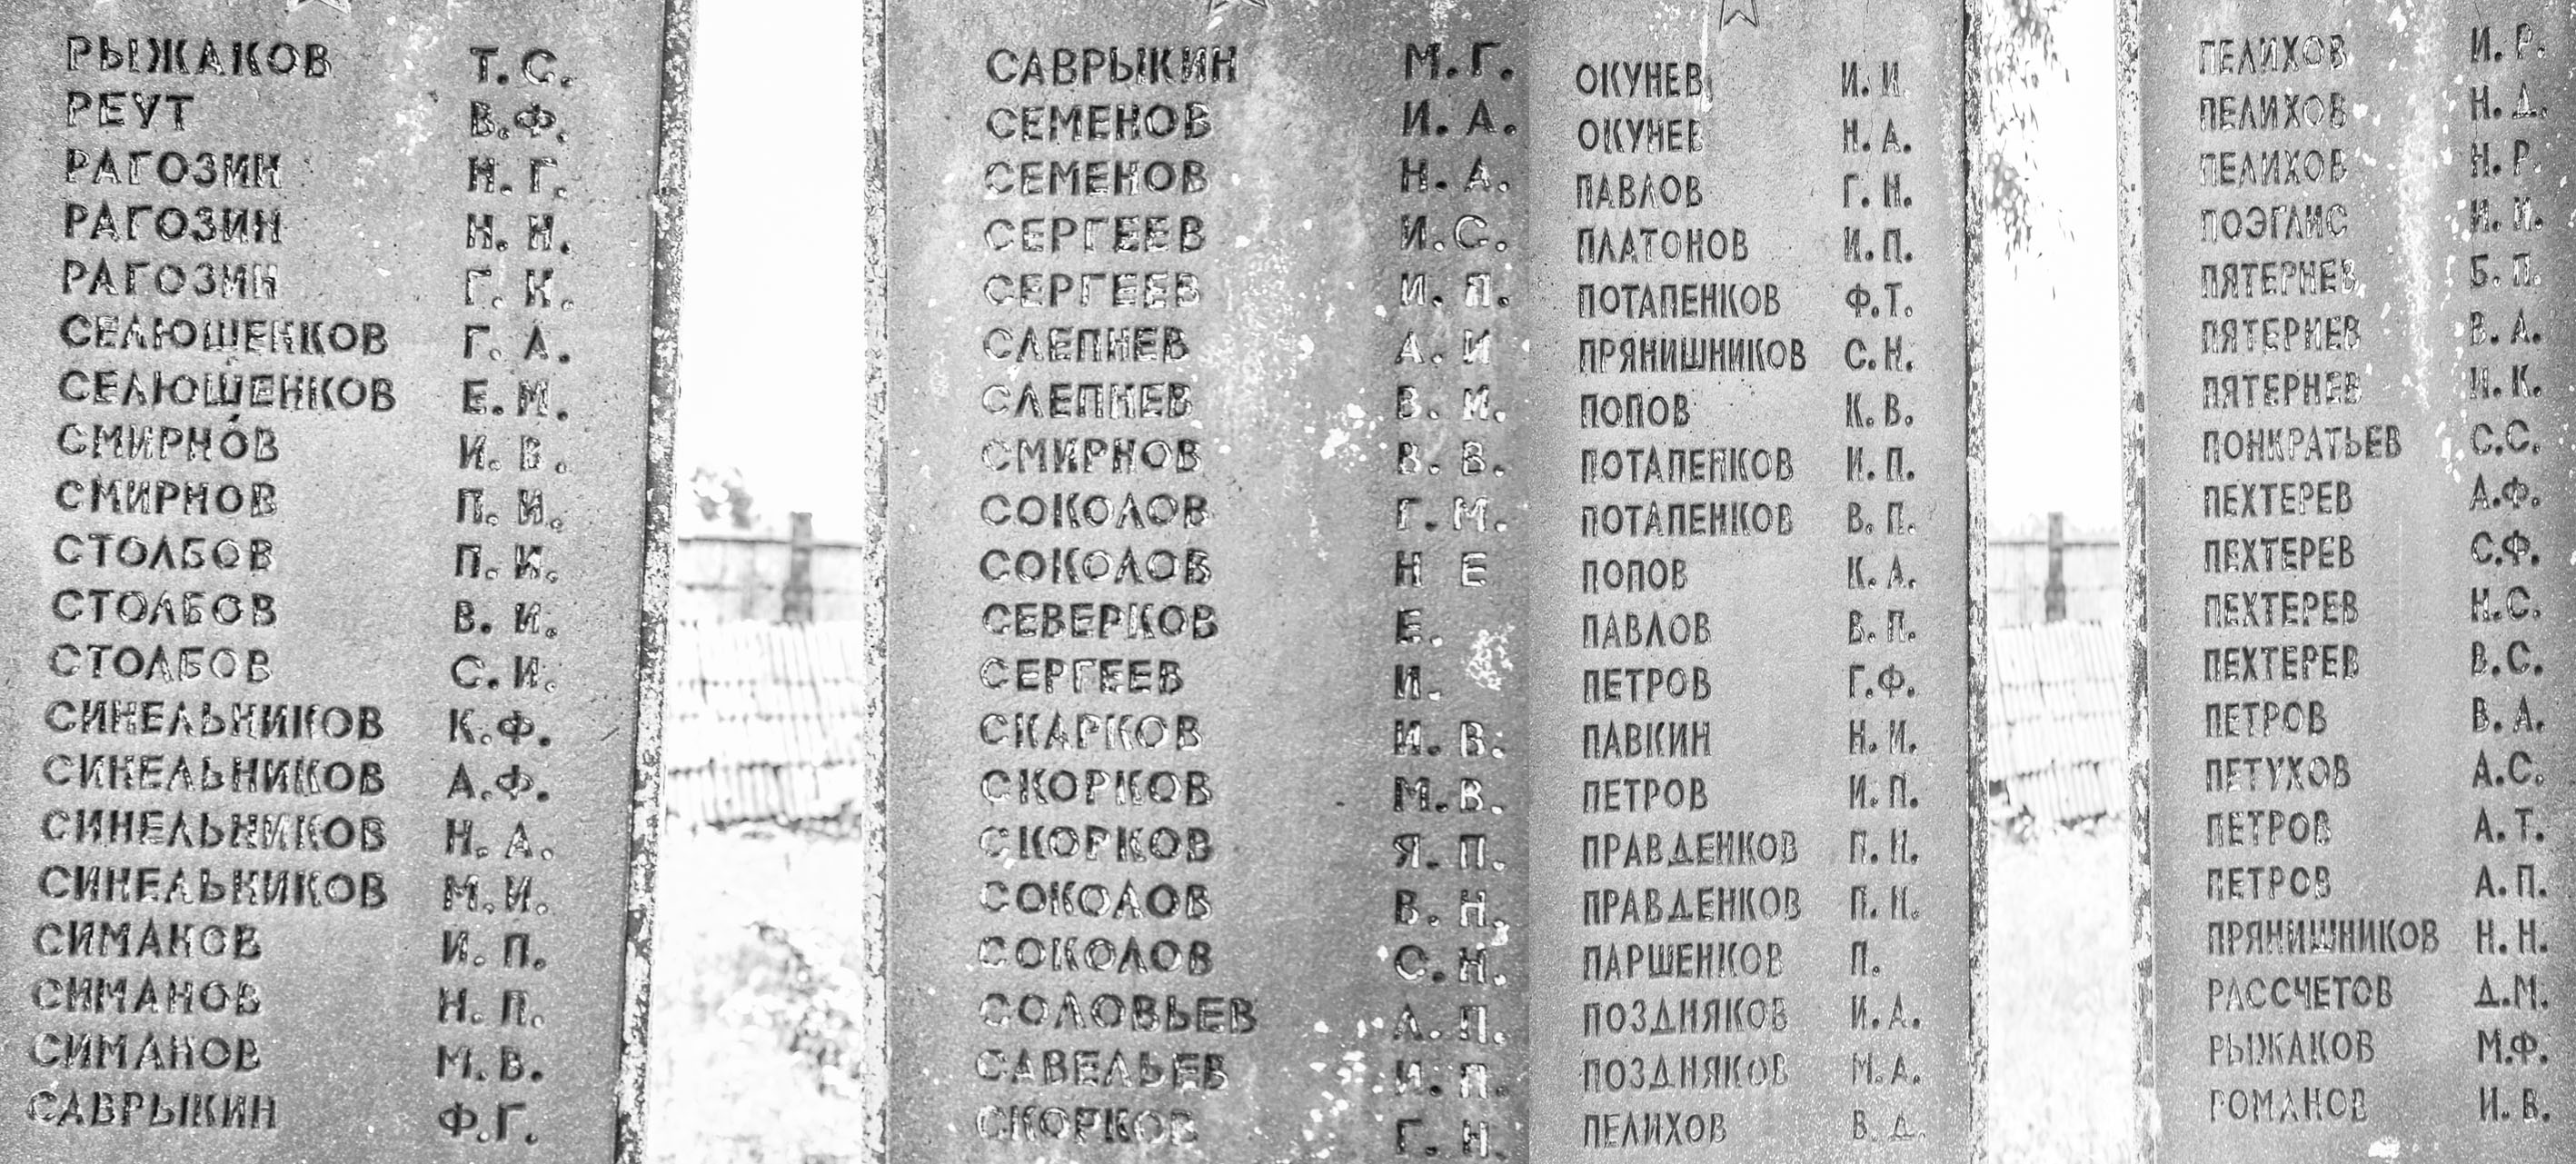 РЫЖАКОВ Т. С.
РЕУТ В.Ф.
РАГОЗИН Н. Г.
РАГОЗИН Н. Н.
РАГОЗИН Г. Н.
СЕЛЮШЕНКОВ Г. А.
СЕЛЮШЕНКОВ Е. М.
СМИРНОВ И. В.
СМИРНОВ П. И.
СТОЛБОВ П. И.
СТОЛБОВ В. И.
СТОЛБОВ С. И.
СИНЕЛЬНИКОВ К.Ф.
СИНЕЛЬНИКОВ А.Ф.
СИНЕЛЬНИКОВ Н. А.
СИНЕЛЬНИКОВ М. И.
СИМАНОВ И. П.
СИМАНОВ Н. П.
СИМАНОВ М. В.
САВРЫКИН Ф.Г.
САВРЫКИН М.Г.
СЕМЕНОВ И. А.
СЕМЕНОВ Н. А.
СЕРГЕЕВ И.С.
СЕРГЕЕВ И. П.
СЛЕПНЕВ А. И
СЛЕПНЕВ В. М.
СМИРНОВ В. В.
СОКОЛОВ Г. М.
СОКОЛОВ Н Е
СЕВЕРКОВ Е.
СЕРГЕЕВ И.
СКАРКОВ И. В.
СКОРКОВ М.В.
СКОРКОВ Я. П.
СОКОЛОВ В. Н.
СОКОЛОВ С. Н.
СОЛОВЬЕВ А. П.
САВЕЛЬЕВ И. П.
СКОРКОВ Г. Н.
ОКУНЕВ И. И.
ОКУНЕВ Н. А.
ПАВЛОВ Г. Н.
ПЛАТОНОВ И. П.
ПОТАПЕНКОВ Ф.Т.
ПРЯНИШНИКОВ С. Н.
ПОПОВ К. В.
ПОТАПЕНКОВ И. П.
ПОТАПЕНКОВ В. П.
ПОПОВ К. А.
ПАВЛОВ В. П.
ПЕТРОВ Г.Ф.
ПАВКИН Н. И.
ПЕТРОВ И. П.
ПРАВДЕНКОВ П. Н.
ПРАВДЕНКОВ П. Н.
ПАРШЕНКОВ П.
ПОЗДНЯКОВ И. А.
ПОЗДНЯКОВ М. А.
ПЕЛИХОВ В. Д.
ПЕЛИХОВ И. Р.
ПЕЛИХОВ Н. Д.
ПЕЛИХОВ Н. Р.
ПОЭГЛИС И. И.
ПЯТЕРНЕВ Б. П.
ПЯТЕРНЕВ В. А.
ПЯТЕРНЕВ И. К.
ПОНКРАТЬЕВ С.С.
ПЕХТЕРЕВ А.Ф.
ПЕХТЕРЕВ С.Ф.
ПЕХТЕРЕВ Н.С.
ПЕХТЕРЕВ В.С.
ПЕТРОВ В. А.
ПЕТУХОВ А.С.
ПЕТРОВ А. Т.
ПЕТРОВ А. П.
ПРЯНИШНИКОВ Н. Н.
РАССЧЕТОВ Д.М.
РЫЖАКОВ М.Ф.
РОМАНОВ И. В.